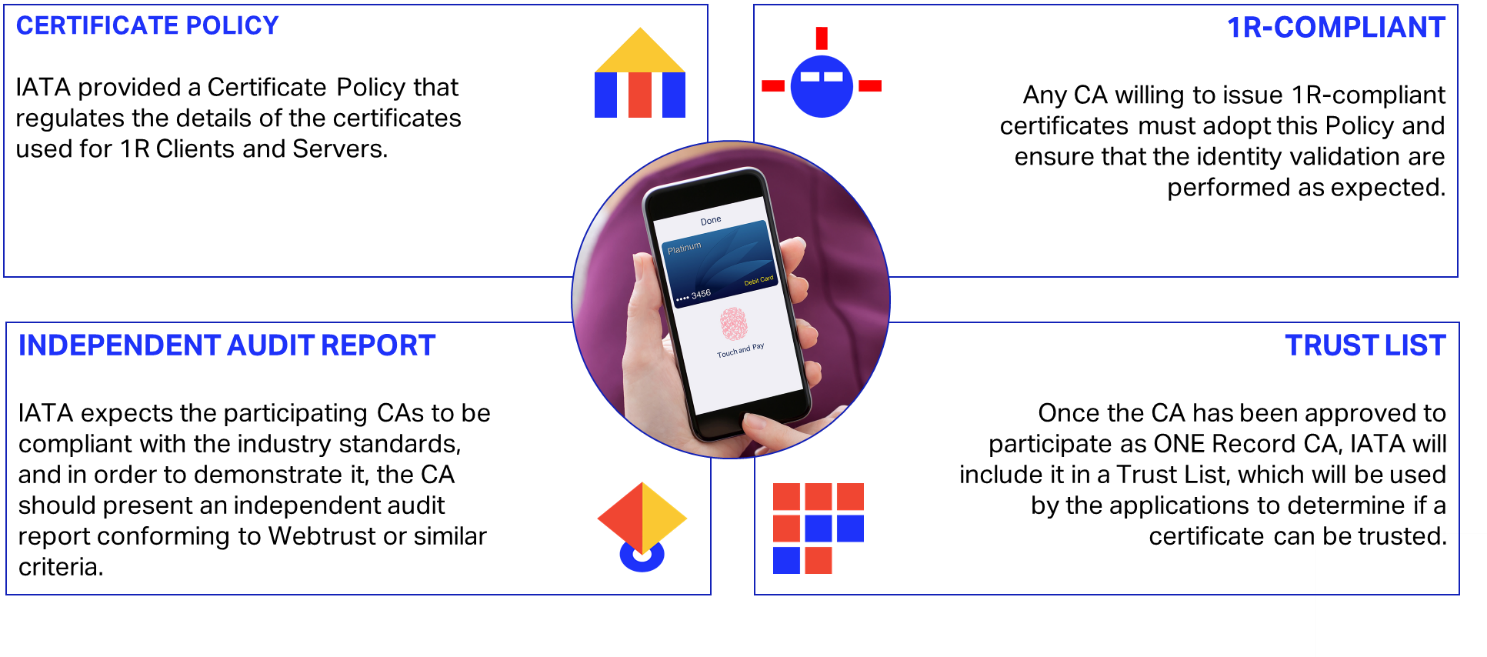 CERTIFICATE POLICY
IATA provided a Certificate Policy that
regulates the details of the certificates
used for 1R Clients and Servers.
1R-COMPLIANT
Any CA willing to issue 1R-compliant
certificates must adopt this Policy and
ensure that the identity validation are
performed as expected.
Done
Platinum
•••• 3456
Debit Card
Touch and Pay
INDEPENDENT AUDIT REPORT
IATA expects the participating CAs to be
compliant with the industry standards,
and in order to demonstrate it, the CA
should present an independent audit
report conforming to Webtrust or similar
criteria.
TRUST LIST
Once the CA has been approved to
participate as ONE Record CA, IATA will
include it in a Trust List, which will be used
by the applications to determine if a
certificate can be trusted.